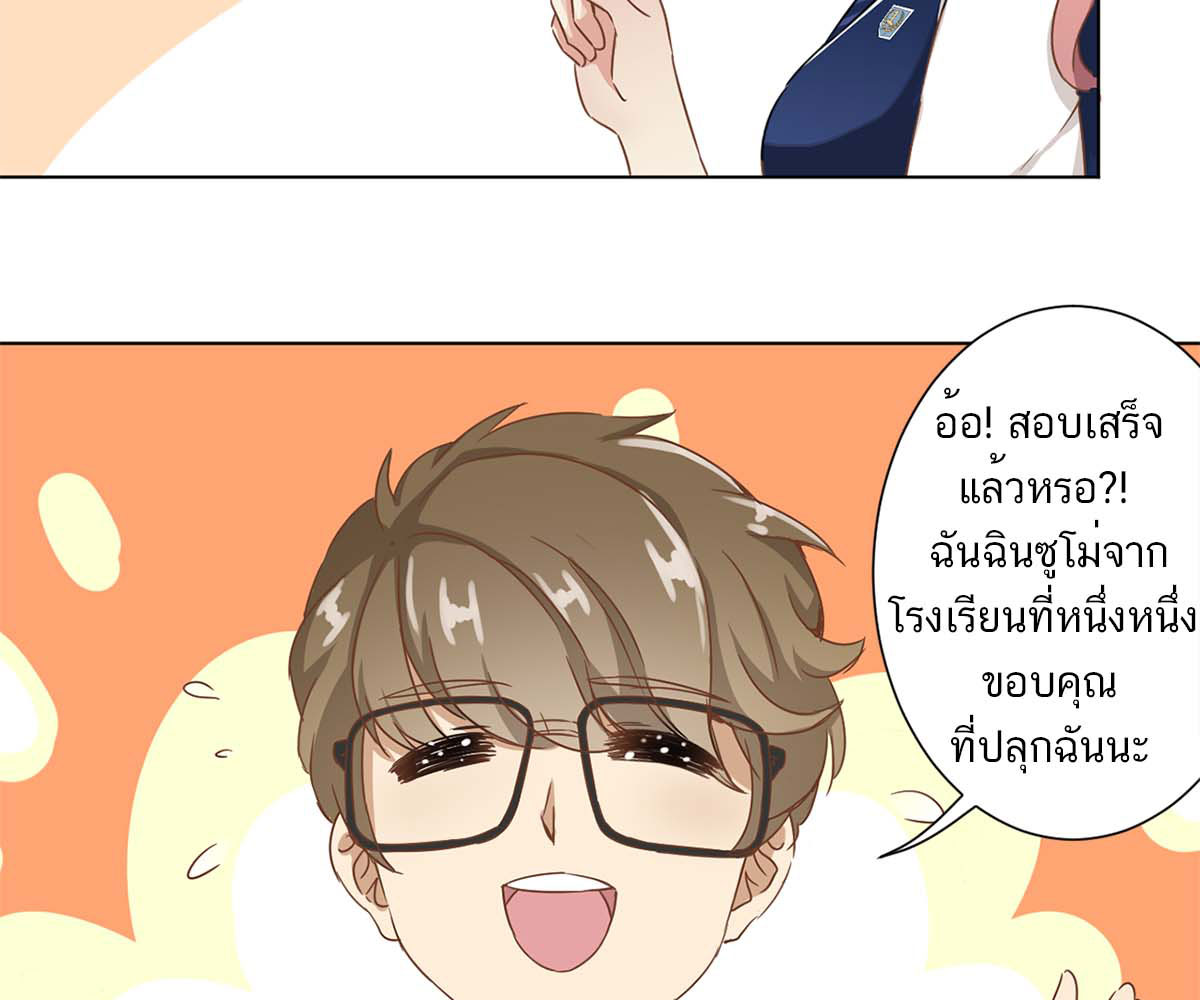 อ้อ! สอบเสร็จ
แล้วหรอ?!
ฉันฉินซูโม่จาก
โรงเรียนที่หนึ่งหนึ่ง
ขอบคุณ
ที่ปลุกฉันนะ